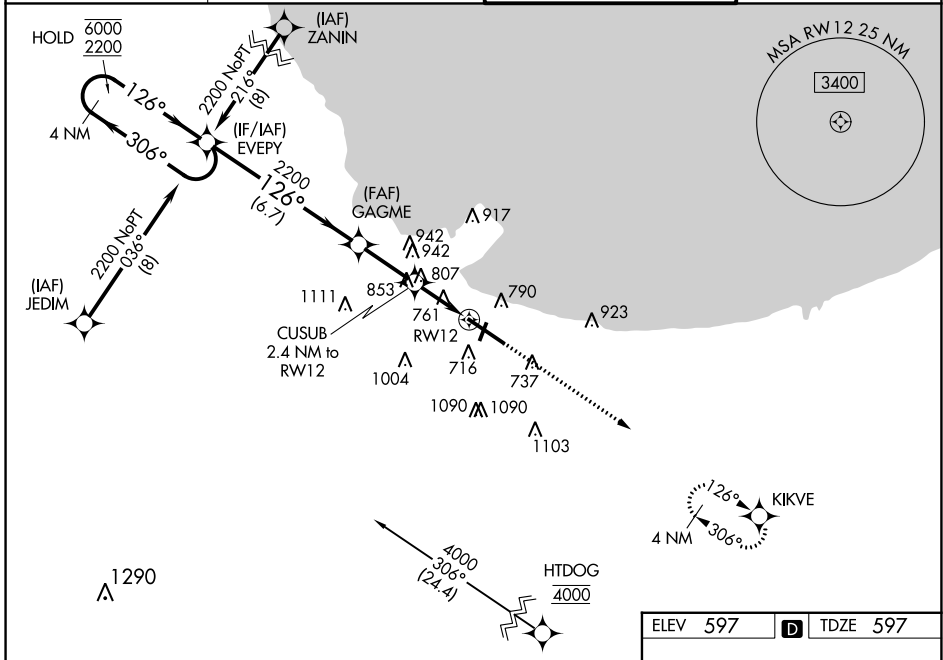 HOLD 6000
2200
(IAF)
ZANIN
2200 NoPT
216°
(8)
MSA RW12 25 NM
3400
126°
4 NM
306°
(IF/IAF)
EVEPY
2200
126°
(6.7)
(FAF)
GAGME
2200 NoPT
036°
(8)
(IAF)
JEDIM
917
942
942
807
853
1111
761
790
923
RW12
CUSUB
2.4 NM to
RW12
1004
716
737
1090
1090
1103
126°
KIKVE
4 NM
306°
4000
306°
(24.4)
HTDOG
4000
1290
ELEV 597 D TDZE 597